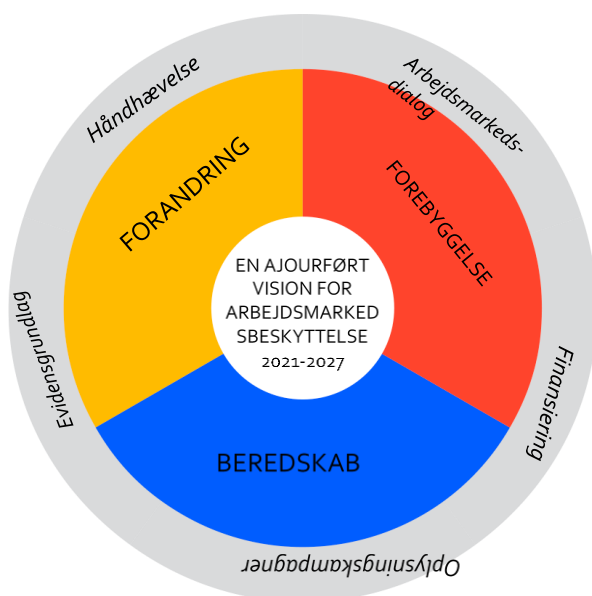 Håndhævelse
Arbejdsmarkeds-
dialog
FORANDRING
FOREBYGGELSE
EN AJOURFØRT
VISION FOR
ARBEJDSMARKED
SBESKYTTELSE
2021-2027
Evidensgrundlag
Finansiering
BEREDSKAB
Oplysningskampagner